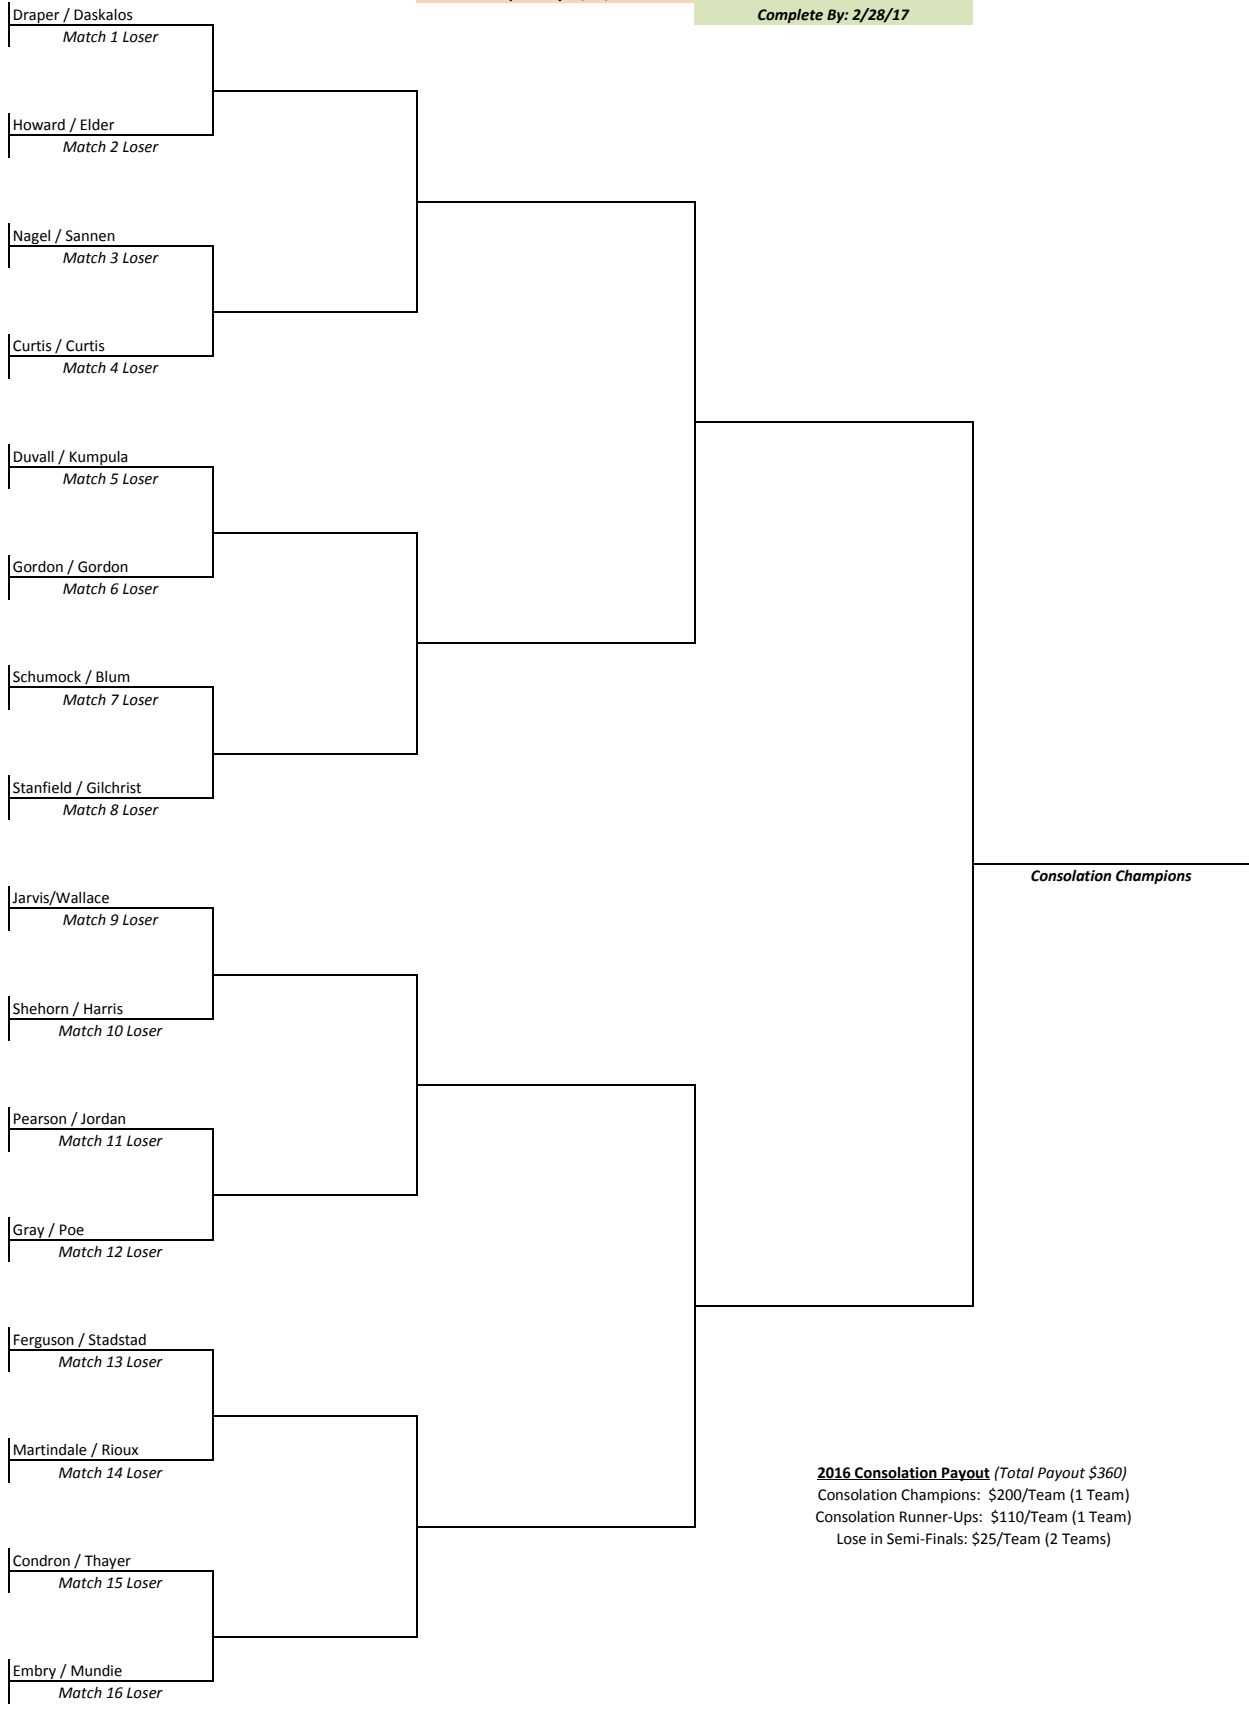 Complete By: 2/28/17
Draper / Daskalos
Match 1 Loser
Howard / Elder
Match 2 Loser
Nagel / Sannen
Match 3 Loser
Curtis / Curtis
Match 4 Loser
Duvall / Kumpula
Match 5 Loser
Gordon / Gordon
Match 6 Loser
Schumock / Blum
Match 7 Loser
Stanfield / Gilchrist
Match 8 Loser
Consolation Champions
Jarvis/Wallace
Match 9 Loser
Shehorn / Harris
Match 10 Loser
Pearson / Jordan
Match 11 Loser
Gray / Poe
Match 12 Loser
Ferguson / Stadstad
Match 13 Loser
Martindale / Rioux
Match 14 Loser
Condron / Thayer
Match 15 Loser
Embry / Mundie
Match 16 Loser
2016 Consolation Payout (Total Payout $360)
Consolation Champions: $200/Team (1 Team)
Consolation Runner-Ups: $110/Team (1 Team)
Lose in Semi-Finals: $25/Team (2 Teams)